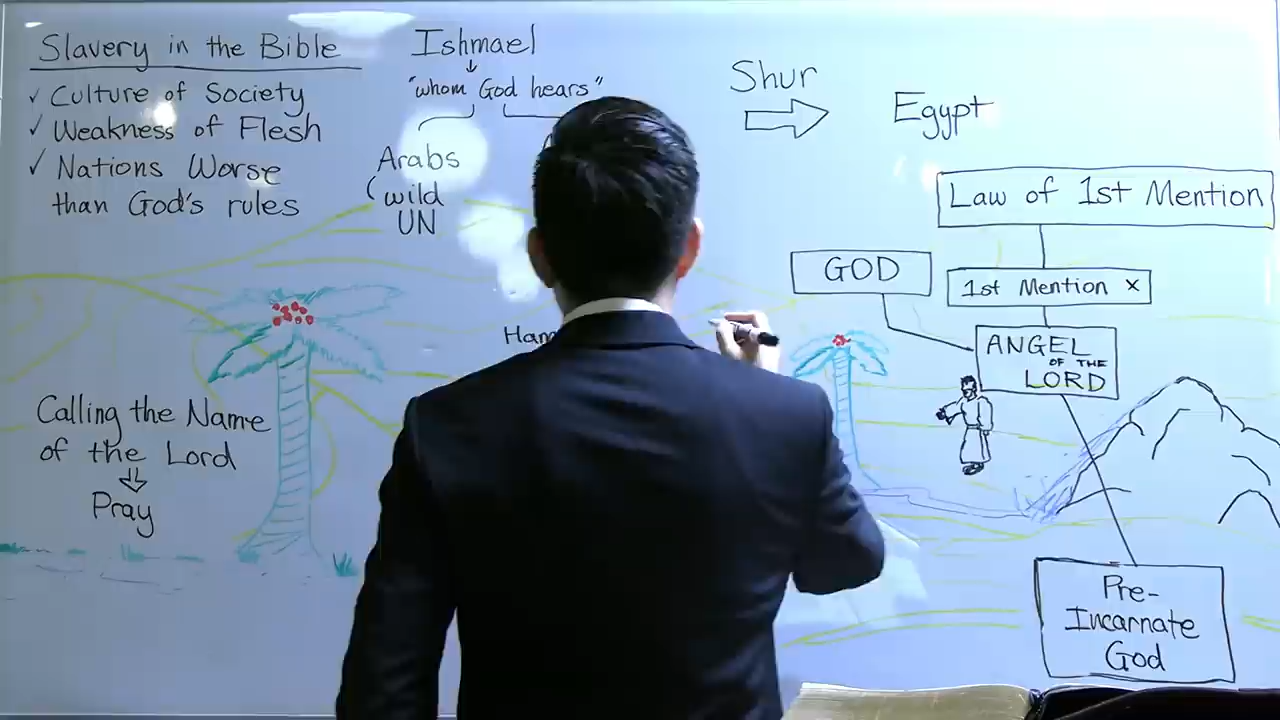 Slavery in the Bible
✓ Culture of Society
✓ Weakness of Flesh
✓ Nations Worse
than God's rules
Ishmael
"whom God hears"
Arabs
(wild
UN
Shur
Egypt
Law of 1st Mention
1st Mention x
GOD
ANGEL
OF THE
LORD
Pre-
Incarnate
God
Calling the Name
of the Lord
Pray